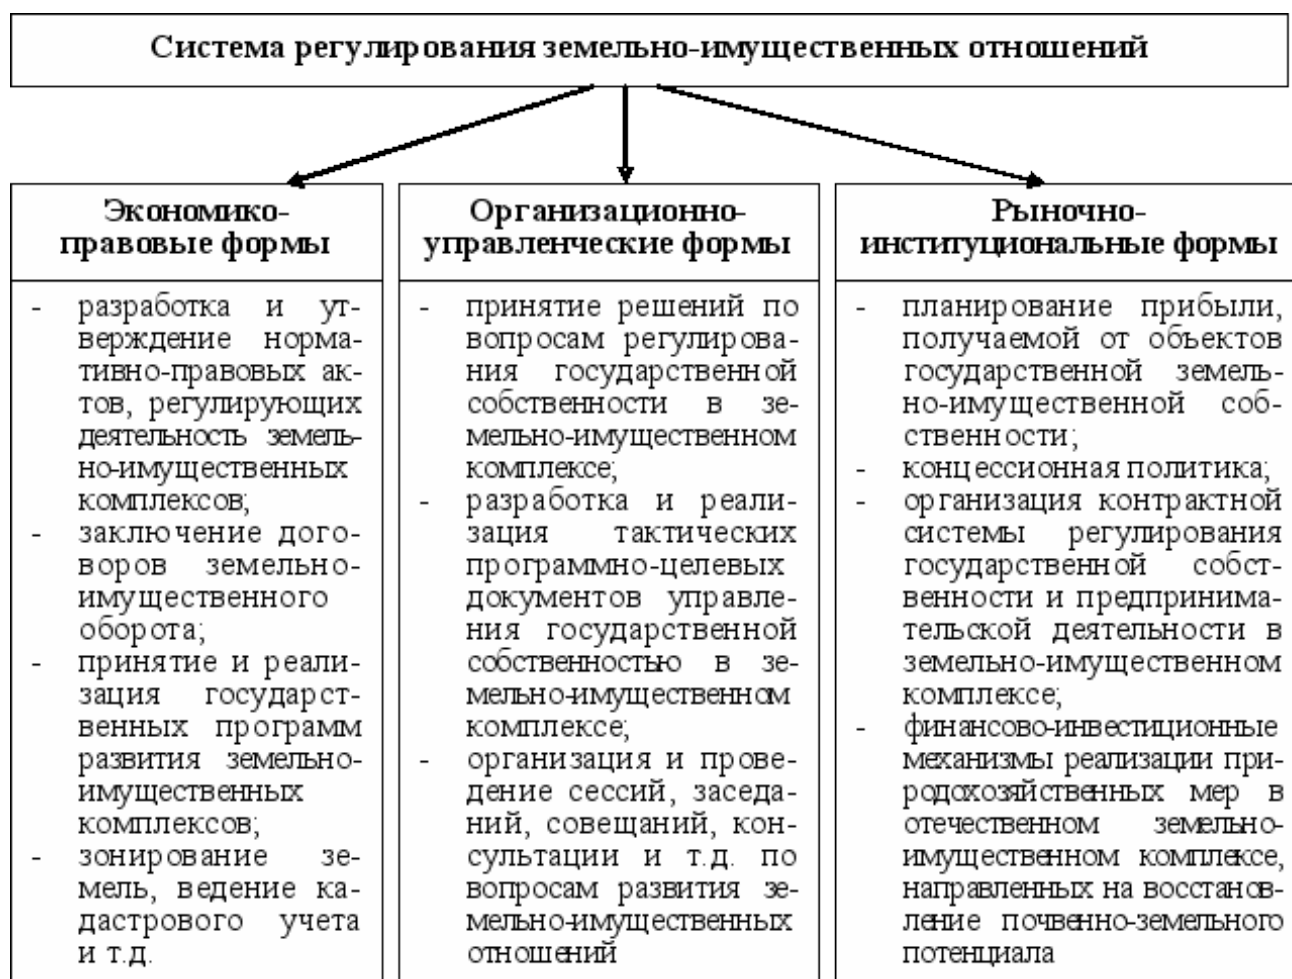 Система регулирования земельно-имущественных отношений
Экономико-
правовые формы
- разработка и ут-
верждение норма-
тивно-правовых ак-
тов, регулирующих
деятельность земель-
но-имущественных
комплексов;
- заключение дого-
воров земельно-
имущественного
оборота;
- принятие и реали-
зация государст-
венных программ
развития земельно-
имущественных
комплексов;
- зонирование зе-
мель, ведение ка-
дастрового учета
и т.д.
Организационно-
управленческие формы
- принятие решений по
вопросам регулирова-
ния государственной
собственности в зе-
мельно-имущественном
комплексе;
- разработка и реали-
зация тактических
программно-целевых
документов управле-
ния государственной
собственностью в зе-
мельно-имущественном
комплексе;
- организация и прове-
дение сессий, заседа-
ний, совещаний, кон-
сультации и т.д. по
вопросам развития зе-
мельно-имущественных
отношений
Рыночно-
институциональные формы
- планирование прибыли,
получаемой от объектов
государственной земель-
но-имущественной соб-
ственности;
- концессионная политика;
- организация контрактной
системы регулирования
государственной собст-
венности и предпринима-
тельской деятельности в
земельно-имущественном
комплексе;
- финансово-инвестиционные
механизмы реализации при-
родохозяйственных мер в
отечественном земельно-
имущественном комплексе,
направленных на восстанов-
ление почвенно-земельного
потенциала